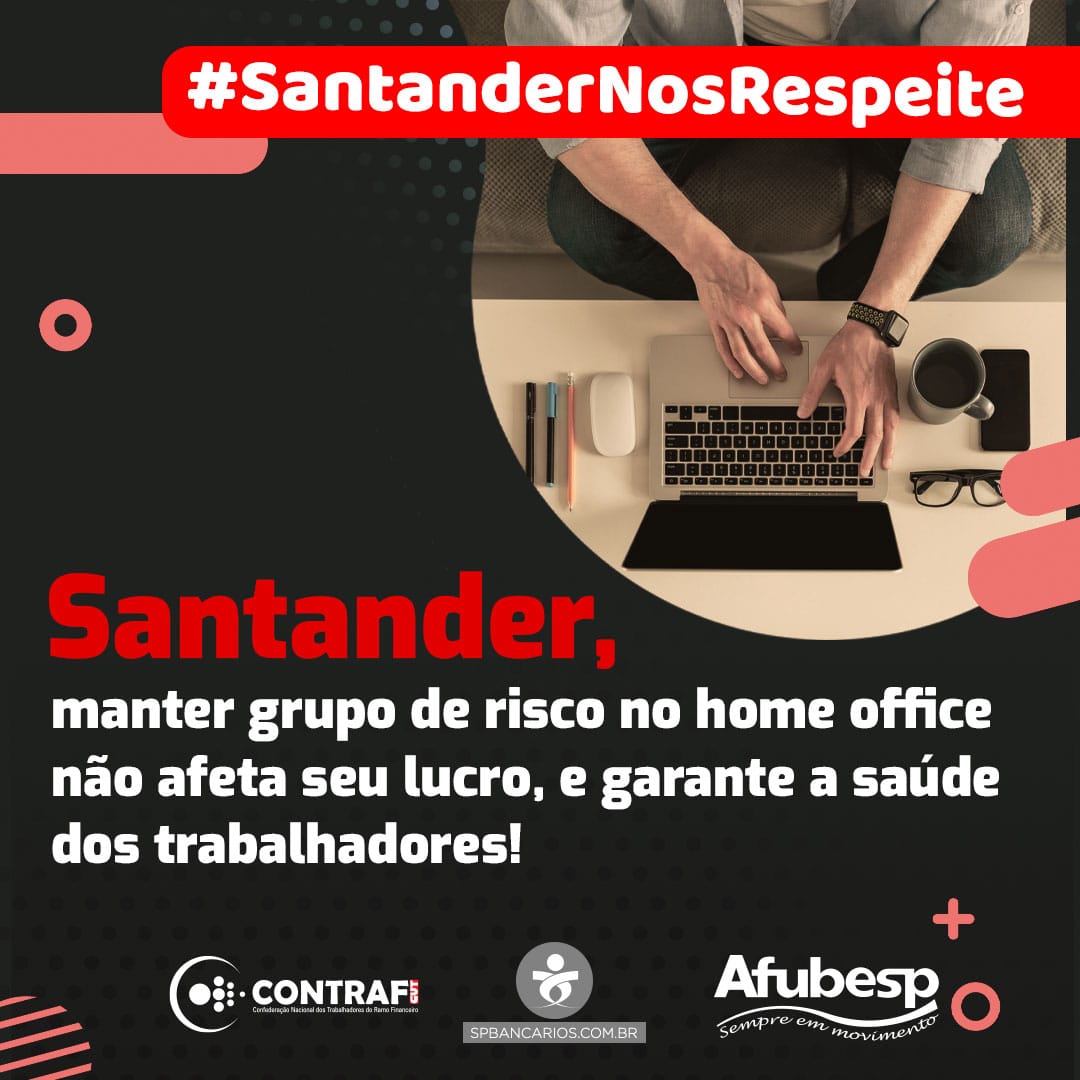 #SantanderNosRespeite
Santander,
manter grupo de risco no home office
não afeta seu lucro, e garante a saúde
dos trabalhadores!
CONTRAF CUT
Confederação Nacional dos Trabalhadores do Ramo Financeiro
SPBANCARIOS.COM.BR
Afubesp
Sempre em movimento